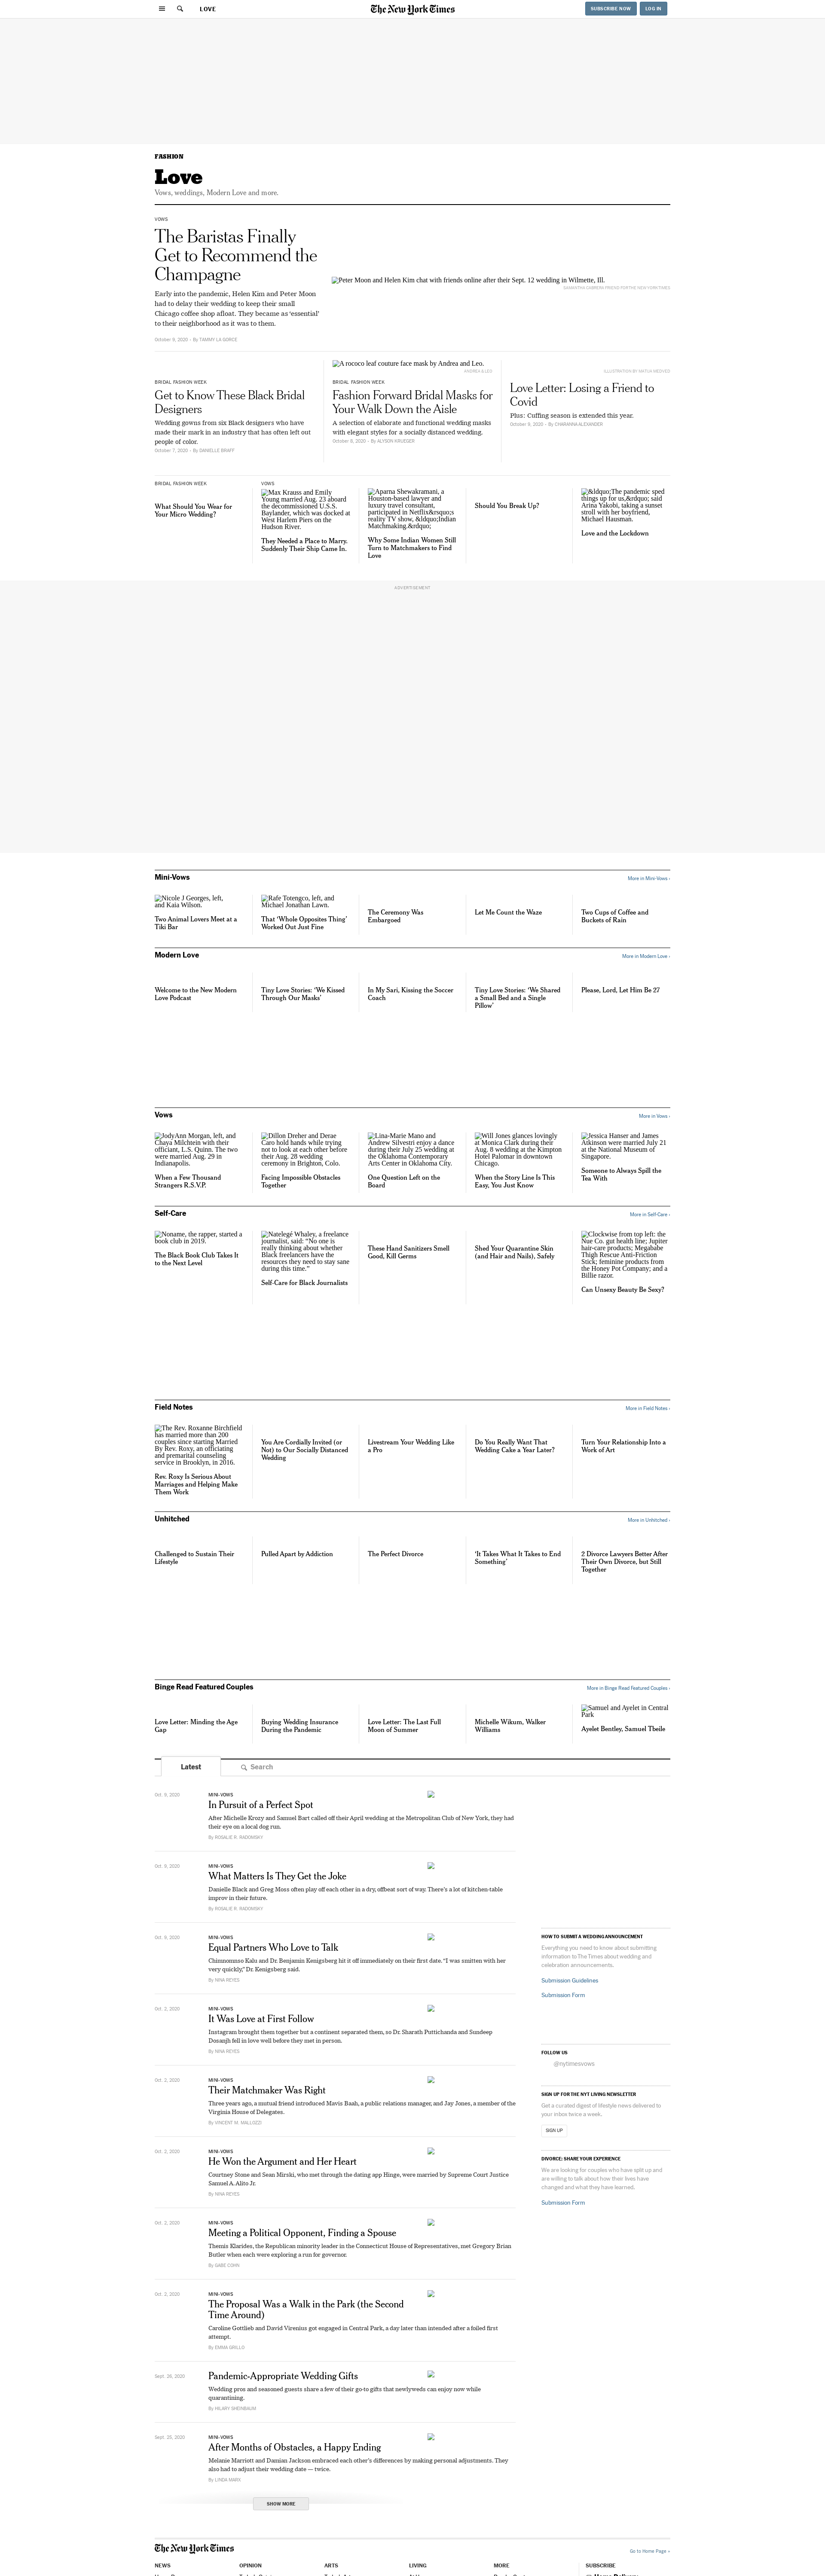 LOVE
The New York Times
SUBSCRIBE NOW
LOG IN
FASHION
Love
Vows, weddings, Modern Love and more.
VOWS
The Baristas Finally
Get to Recommend the
Champagne
Early into the pandemic, Helen Kim and Peter Moon
had to delay their wedding to keep their small
Chicago coffee shop afloat. They became as ‘essential’
to their neighborhood as it was to them.
October 9, 2020 - By TAMMY LA GORCE
Peter Moon and Helen Kim chat with friends online after their Sept. 12 wedding in Wilmette, Ill.
BRIDAL FASHION WEEK
Get to Know These Black Bridal
Designers
Wedding gowns from six Black designers who have
made their mark in an industry that has often left out
people of color.
October 7, 2020 - By DANIELLE BRAFF
A rococo leaf couture face mask by Andrea and Leo.
ANDREA & LEO
BRIDAL FASHION WEEK
Fashion Forward Bridal Masks for
Your Walk Down the Aisle
A selection of elaborate and functional wedding masks
with elegant styles for a socially distanced wedding.
October 8, 2020 - By ALYSON KRUEGER
Love Letter: Losing a Friend to
Covid
Plus: Cuffing season is extended this year.
October 9, 2020 - By CHARANNA ALEXANDER
BRIDAL FASHION WEEK
What Should You Wear for
Your Micro Wedding?
VOWS
Max Krauss and Emily
Young married Aug. 23 aboard
the decommissioned U.S.S.
Baylander, which was docked at
West Harlem Piers on the
Hudson River.
They Needed a Place to Marry.
Suddenly Their Ship Came In.
Aparna Shewakramani, a
Houston-based lawyer and
luxury travel consultant,
participated in Netflix&rsquo;s
reality TV show, &ldquo;Indian
Matchmaking.&rdquo;
Why Some Indian Women Still
Turn to Matchmakers to Find
Love
Should You Break Up?
&ldquo;The pandemic sped
things up for us,&rdquo; said
Arina Yakobi, taking a sunset
stroll with her boyfriend,
Michael Hausman.
Love and the Lockdown
ADVERTISEMENT
Mini-Vows
More in Mini-Vows ›
Nicole J Georges, left,
and Kaia Wilson.
Two Animal Lovers Meet at a
Tiki Bar
Rafe Totengco, left, and
Michael Jonathan Lawn.
That ‘Whole Opposites Thing’
Worked Out Just Fine
The Ceremony Was
Embargoed
Let Me Count the Waze
Two Cups of Coffee and
Buckets of Rain
Modern Love
More in Modern Love ›
Welcome to the New Modern
Love Podcast
Tiny Love Stories: ‘We Kissed
Through Our Masks’
In My Sari, Kissing the Soccer
Coach
Tiny Love Stories: ‘We Shared
a Small Bed and a Single
Pillow’
Please, Lord, Let Him Be 27
Vows
More in Vows ›
JodyAnn Morgan, left, and
Chaya Milchtein with their
officiant, L.S. Quinn. The two
were married Aug. 29 in
Indianapolis.
When a Few Thousand
Strangers R.S.V.P.
Dillon Dreher and Derae
Caro hold hands while trying
not to look at each other before
their Aug. 28 wedding
ceremony in Brighton, Colo.
Facing Impossible Obstacles
Together
Lina-Marie Mano and
Andrew Silvestri enjoy a dance
during their July 25 wedding at
the Oklahoma Contemporary
Arts Center in Oklahoma City.
One Question Left on the
Board
Will Jones glances lovingly
at Monica Clark during their
Aug. 8 wedding at the Kimpton
Hotel Palomar in downtown
Chicago.
When the Story Line Is This
Easy, You Just Know
Jessica Hanser and James
Atkinson were married July 21
at the National Museum of
Singapore.
Someone to Always Spill the
Tea With
Self-Care
More in Self-Care ›
Noname, the rapper, started a
book club in 2019.
The Black Book Club Takes It
to the Next Level
Natelegé Whaley, a freelance
journalist, said: “No one is
really thinking about whether
Black freelancers have the
resources they need to stay sane
during this time.”
Self-Care for Black Journalists
These Hand Sanitizers Smell
Good, Kill Germs
Shed Your Quarantine Skin
(and Hair and Nails), Safely
Clockwise from top left: the
Nue Co. gut health line; Jupiter
hair-care products; Megababe
Thigh Rescue Anti-Friction
Stick; feminine products from
the Honey Pot Company; and a
Billie razor.
Can Unsexy Beauty Be Sexy?
Field Notes
More in Field Notes ›
The Rev. Roxanne Birchfield
has married more than 200
couples since starting Married
By Rev. Roxy, an officiating
and premarital counseling
service in Brooklyn, in 2016.
Rev. Roxy Is Serious About
Marriages and Helping Make
Them Work
You Are Cordially Invited (or
Not) to Our Socially Distanced
Wedding
Livestream Your Wedding Like
a Pro
Do You Really Want That
Wedding Cake a Year Later?
Turn Your Relationship Into a
Work of Art
Unhitched
More in Unhitched ›
Challenged to Sustain Their
Lifestyle
Pulled Apart by Addiction
The Perfect Divorce
‘It Takes What It Takes to End
Something’
2 Divorce Lawyers Better After
Their Own Divorce, but Still
Together
Binge Read Featured Couples
More in Binge Read Featured Couples ›
Love Letter: Minding the Age
Gap
Buying Wedding Insurance
During the Pandemic
Love Letter: The Last Full
Moon of Summer
Michelle Wikum, Walker
Williams
Samuel and Ayelet in Central
Park
Ayelet Bentley, Samuel Tbeile
Latest
Search
Oct. 9, 2020
MINI-VOWS
In Pursuit of a Perfect Spot
After Michelle Krozy and Samuel Bart called off their April wedding at the Metropolitan Club of New York, they had
their eye on a local dog run.
By ROSALIE R. RADOMSKY
Oct. 9, 2020
MINI-VOWS
What Matters Is They Get the Joke
Danielle Black and Greg Moss often play off each other in a dry, offbeat sort of way. There’s a lot of kitchen-table
improv in their future.
By ROSALIE R. RADOMSKY
Oct. 9, 2020
MINI-VOWS
Equal Partners Who Love to Talk
Chinmonunso Kalu and Dr. Benjamin Kenigsberg hit it off immediately on their first date. “I was smitten with her
very quickly,” Dr. Kenigsberg said.
By NINA REYES
Oct. 2, 2020
MINI-VOWS
It Was Love at First Follow
Instagram brought them together but a continent separated them, so Dr. Sharath Puttichanda and Sundeep
Dosanjh fell in love well before they met in person.
By NINA REYES
Oct. 2, 2020
MINI-VOWS
Their Matchmaker Was Right
Three years ago, a mutual friend introduced Mavis Baah, a public relations manager, and Jay Jones, a member of the
Virginia House of Delegates.
By VINCENT M. MALLOZZI
Oct. 2, 2020
MINI-VOWS
He Won the Argument and Her Heart
Courtney Stone and Sean Mirski, who met through the dating app Hinge, were married by Supreme Court Justice
Samuel A. Alito Jr.
By NINA REYES
Oct. 2, 2020
MINI-VOWS
Meeting a Political Opponent, Finding a Spouse
Themis Klarides, the Republican minority leader in the Connecticut House of Representatives, met Gregory Brian
Butler when each were exploring a run for governor.
By GABE COHN
Oct. 2, 2020
MINI-VOWS
The Proposal Was a Walk in the Park (the Second
Time Around)
Caroline Gottlieb and David Virenius got engaged in Central Park, a day later than intended after a foiled first
attempt.
By EMMA GRILLO
Sept. 26, 2020
Pandemic-Appropriate Wedding Gifts
Wedding pros and seasoned guests share a few of their go-to gifts that newlyweds can enjoy now while
quarantining.
By HILARY SHEINBAUM
Sept. 25, 2020
MINI-VOWS
After Months of Obstacles, a Happy Ending
Melanie Marriott and Damian Jackson embraced each other’s differences by making personal adjustments. They
also had to adjust their wedding date — twice.
By LINDA MARX
SHOW MORE
HOW TO SUBMIT A WEDDING ANNOUNCEMENT
Everything you need to know about submitting
information to The Times about wedding and
celebration announcements.
Submission Guidelines
Submission Form
FOLLOW US
@nytimesvows
SIGN UP FOR THE NYT LIVING NEWSLETTER
Get a curated digest of lifestyle news delivered to
your inbox twice a week.
SIGN UP
DIVORCE: SHARE YOUR EXPERIENCE
We are looking for couples who have split up and
are willing to talk about how their lives have
changed and what they have learned.
Submission Form
The New York Times
Go to Home Page »
NEWS
OPINION
ARTS
LIVING
MORE
SUBSCRIBE